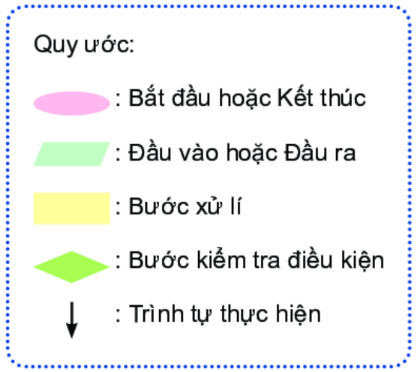 Quy ước:
: Bắt đầu hoặc Kết thúc
: Đầu vào hoặc Đầu ra
: Bước xử lí
: Bước kiểm tra điều kiện
: Trình tự thực hiện